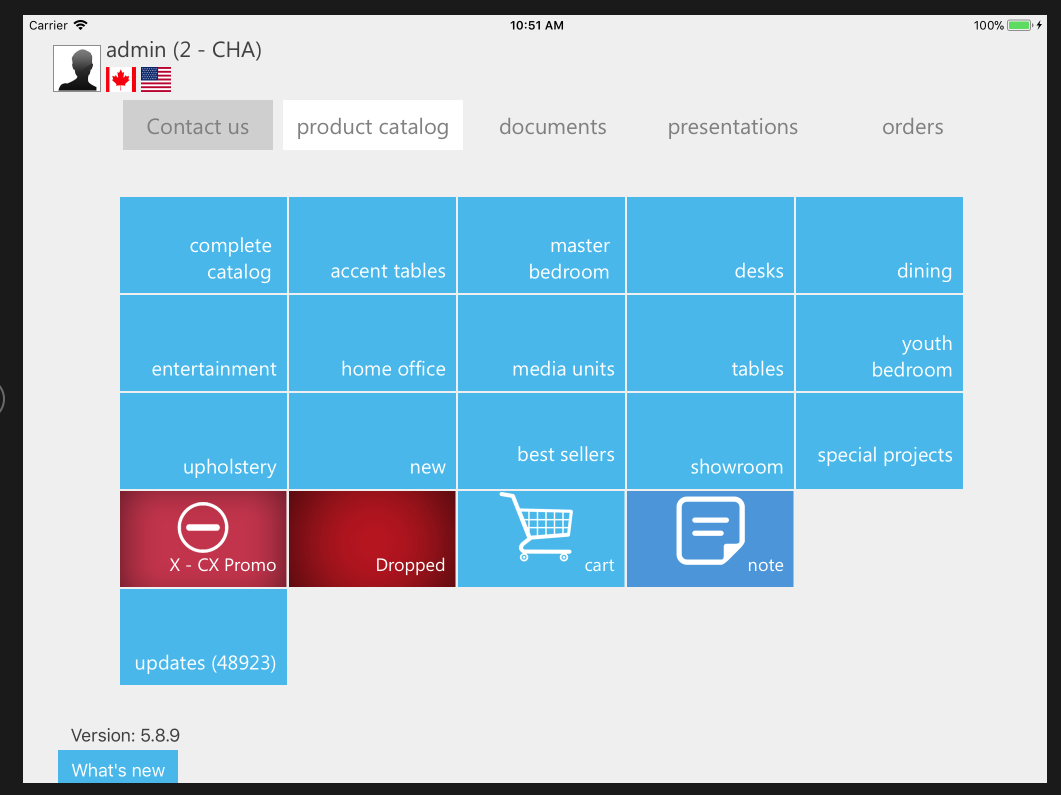 Carrier 10:51 AM 100%
admin (2 - CHA)
Contact us product catalog documents presentations orders
complete
catalog
accent tables
master
bedroom
desks
dining
entertainment
home office
media units
tables
youth
bedroom
upholstery
new
best sellers
showroom
special projects
X - CX Promo
Dropped
cart
note
updates (48923)
Version: 5.8.9
What's new